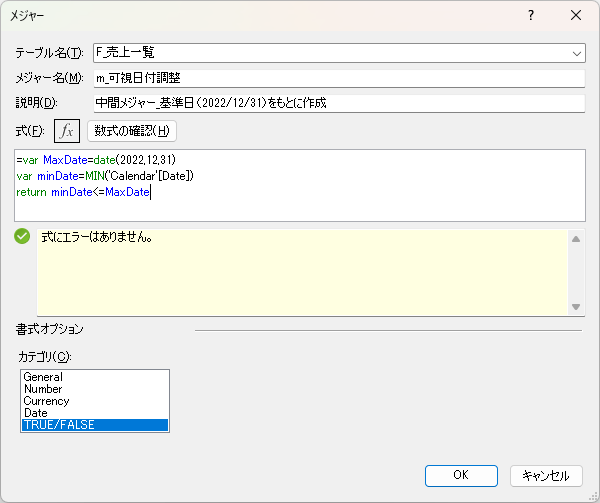 メジャー ? ×
テーブル名(T): F_売上一覧
メジャー名(M): m_可視日付調整
説明(D): 中間メジャー_基準日(2022/12/31)をもとに作成
式(F): fx 数式の確認(H)
=var MaxDate=date(2022,12,31)
var minDate=MIN('Calendar'[Date])
return minDate<=MaxDate
式にエラーはありません。
書式オプション
カテゴリ(C):
General
Number
Currency
Date
TRUE/FALSE
OK キャンセル